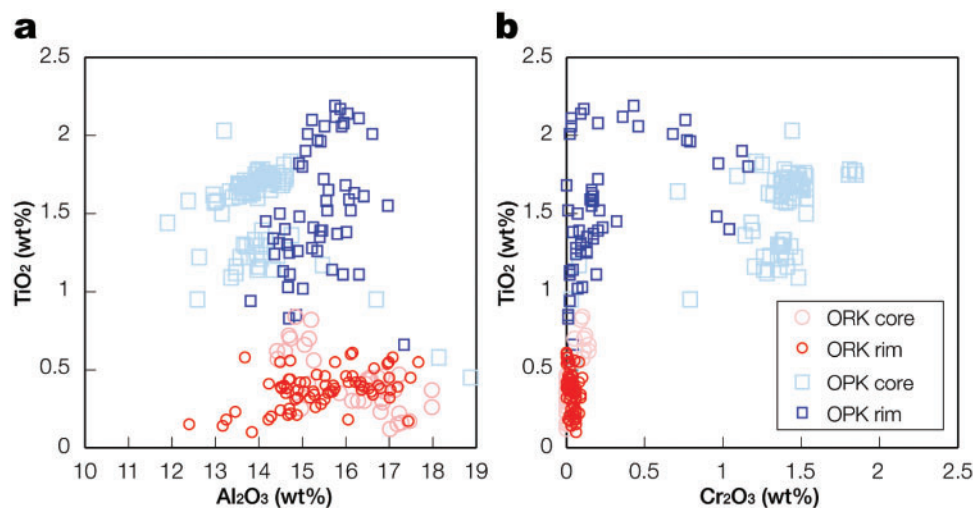 a
b
2.5
2
1.5
1
0.5
0
TiO₂ (wt%)
10 11 12 13 14 15 16 17 18 19
Al₂O₃ (wt%)
2.5
2
1.5
1
0.5
0
TiO₂ (wt%)
0 0.5 1 1.5 2 2.5
Cr₂O₃ (wt%)
ORK core
ORK rim
OPK core
OPK rim